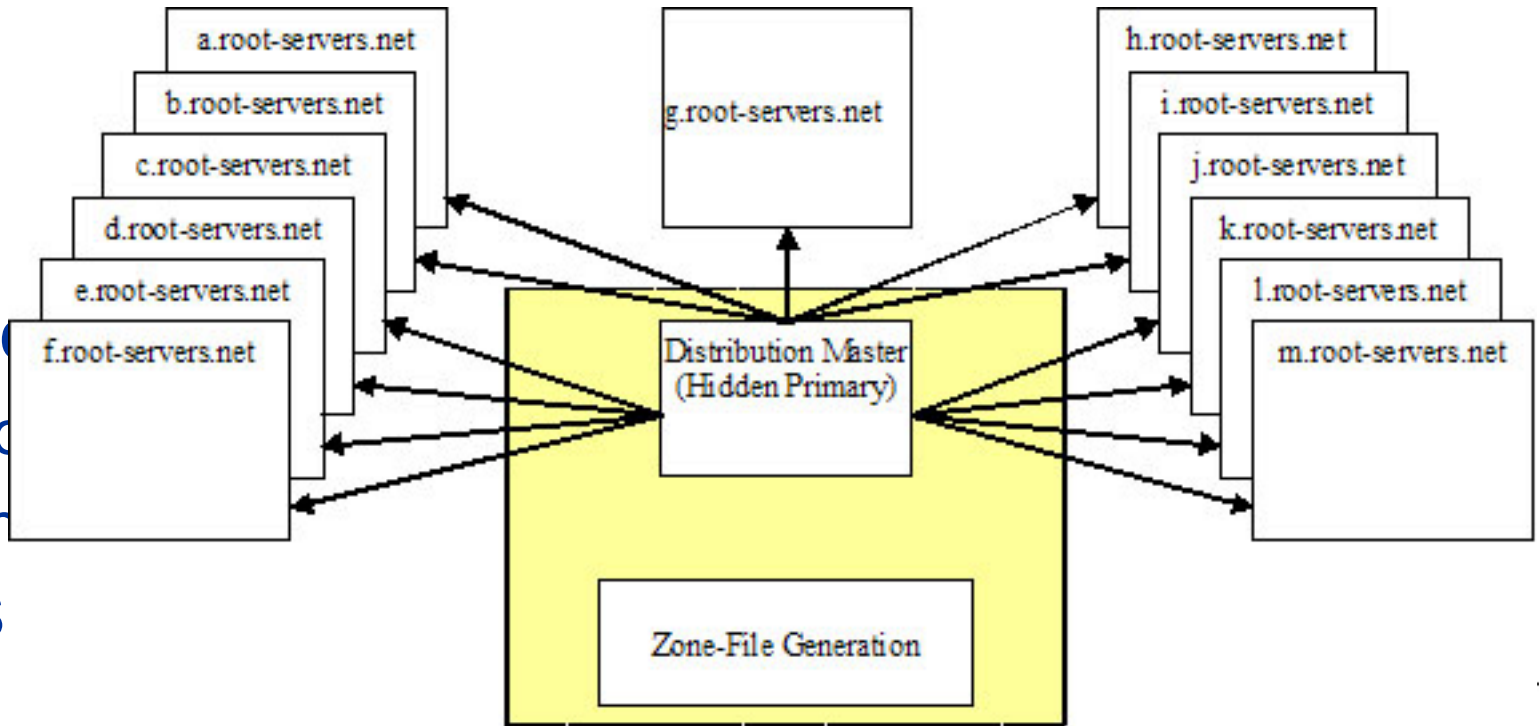 a.root-servers.net
b.root-servers.net
c.root-servers.net
d.root-servers.net
e.root-servers.net
f.root-servers.net
g.root-servers.net
h.root-servers.net
i.root-servers.net
j.root-servers.net
k.root-servers.net
l.root-servers.net
m.root-servers.net
Distribution Master
(Hidden Primary)
Zone-File Generation